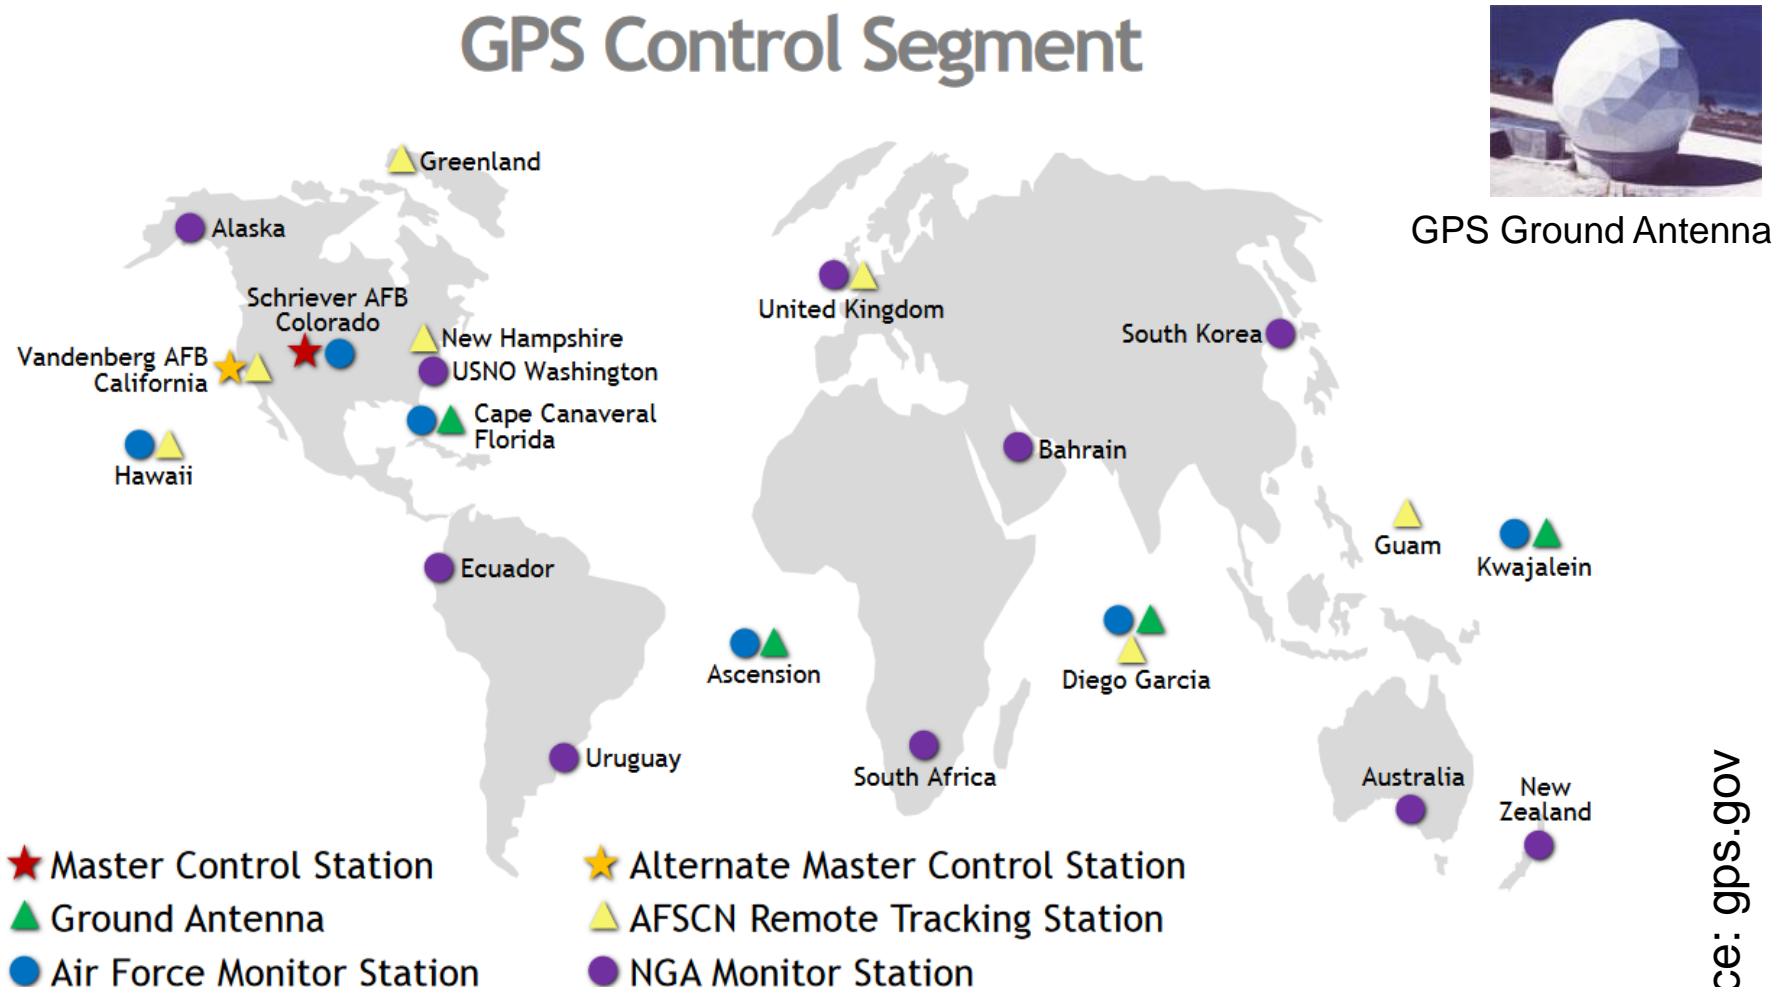 GPS Control Segment
GPS Ground Antenna
Greenland
Alaska
Schriever AFB
Colorado
Vandenberg AFB
California
New Hampshire
USNO Washington
Cape Canaveral
Florida
Hawaii
United Kingdom
South Korea
Bahrain
Guam
Kwajalein
Ecuador
Ascension
Diego Garcia
Uruguay
South Africa
Australia
New
Zealand
Master Control Station
Alternate Master Control Station
Ground Antenna
AFSCN Remote Tracking Station
Air Force Monitor Station
NGA Monitor Station
ce: gps.gov